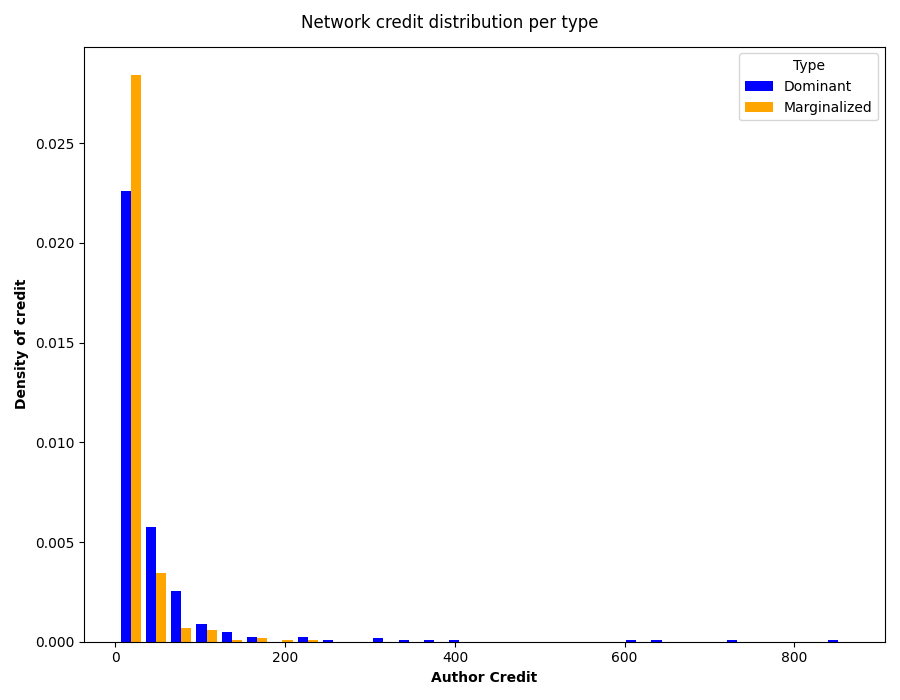 Network credit distribution per type
Type
Dominant
Marginalized
0.025
0.020
0.015
0.010
0.005
0.000
Density of credit
0 200 400 600 800
Author Credit